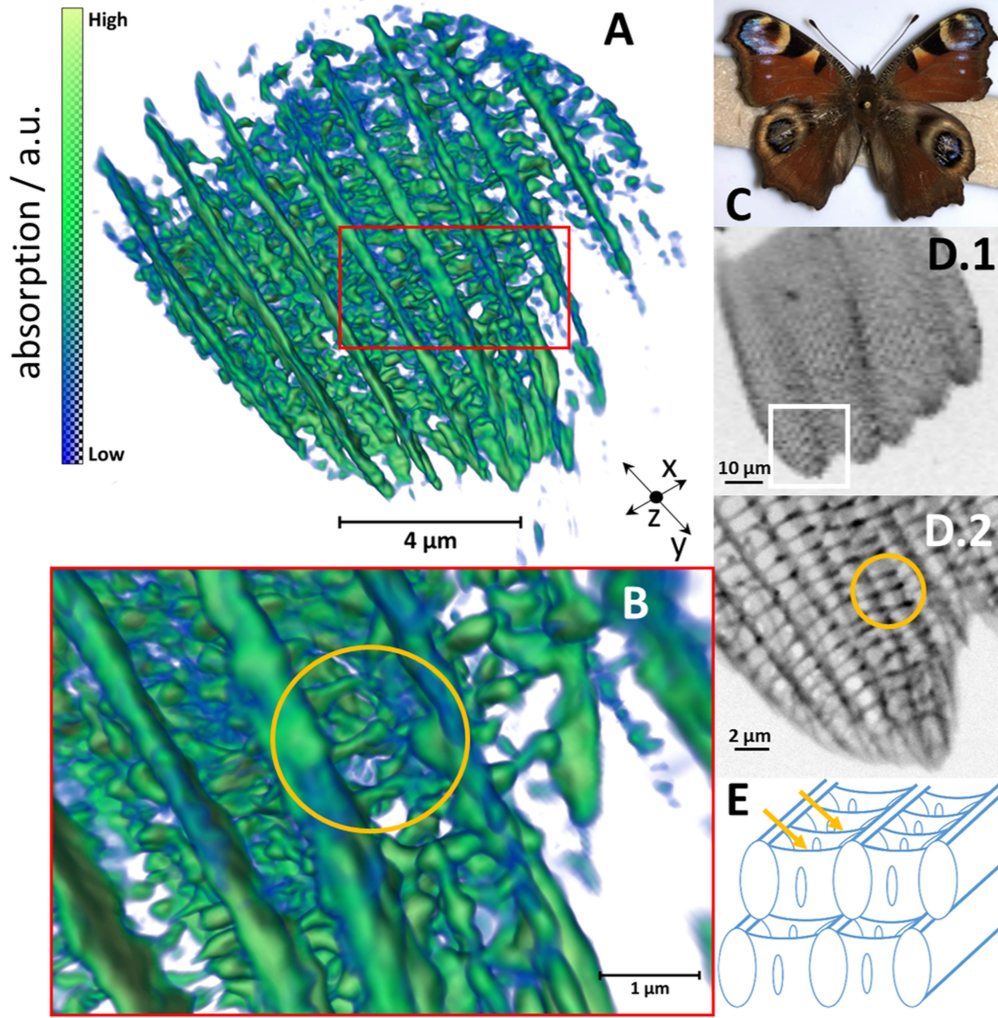 High
A
absorption / a.u.
Low
X
Z
y
4 µm
C
D.1
10 µm
D.2
2 µm
B
1 µm
E